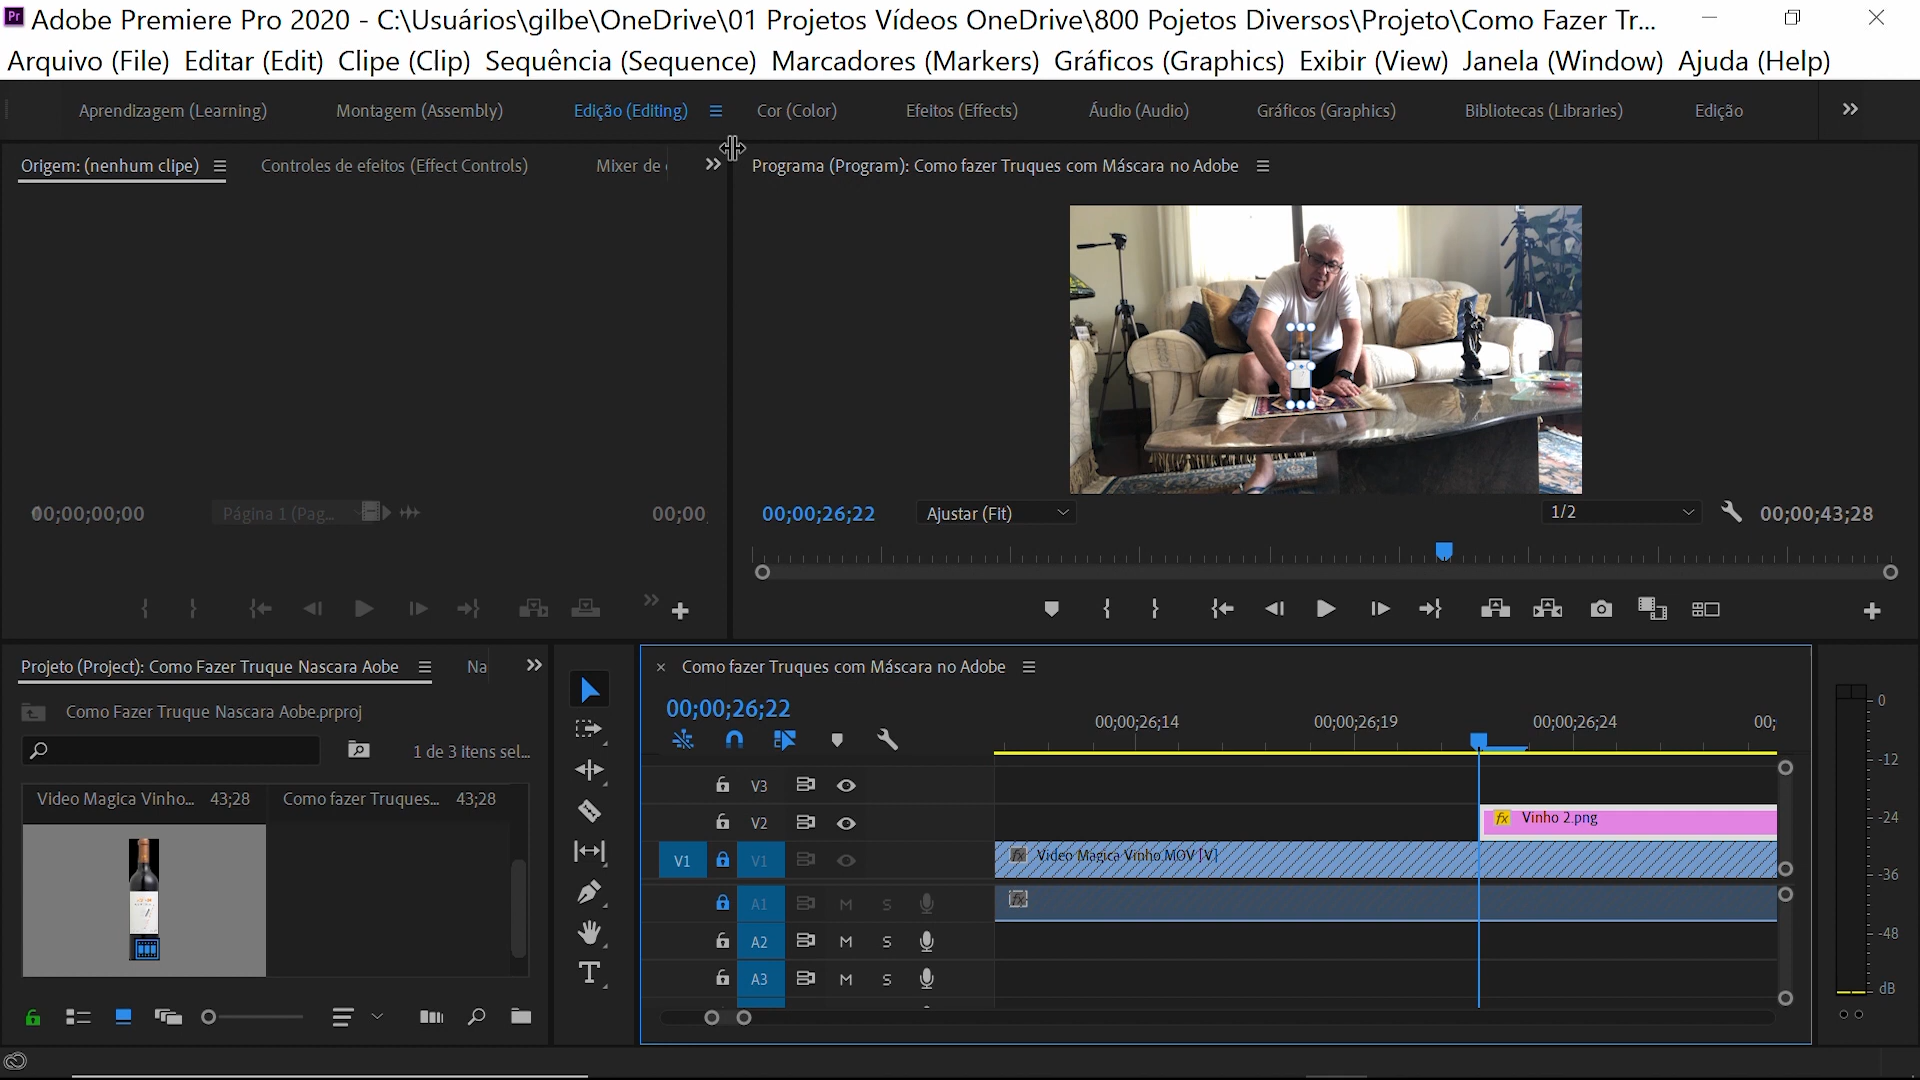 Adobe Premiere Pro 2020 - C:\Usuários\gilbe\OneDrive\01 Projetos Vídeos OneDrive\800 Pojetos Diversos\Projeto\Como Fazer Tr...
Arquivo (File) Editar (Edit) Clipe (Clip) Sequência (Sequence) Marcadores (Markers) Gráficos (Graphics) Exibir (View) Janela (Window) Ajuda (Help)
Aprendizagem (Learning) Montagem (Assembly) Edição (Editing) Cor (Color) Efeitos (Effects) Áudio (Audio) Gráficos (Graphics) Bibliotecas (Libraries) Edição
Origem: (nenhum clipe) Controles de efeitos (Effect Controls) Mixer de
Programa (Program): Como fazer Truques com Máscara no Adobe
00;00;00;00 Página 1 (Pag... 00;00;
00;00;26;22 Ajustar (Fit) 1/2 00;00;43;28
Projeto (Project): Como Fazer Truque Nascara Aobe Na
Como Fazer Truque Nascara Aobe.prproj
1 de 3 itens sel...
Video Magica Vinho... 43;28 Como fazer Truques... 43;28
Como fazer Truques com Máscara no Adobe
00;00;26;22
00;00;26;14 00;00;26;19 00;00;26;24 00;
V3
V2 fx Vinho 2.png
V1 V1 fx Video Magica Vinho.MOV [V]
A1 M S fx
A2 M S
A3 M S
0
-12
-24
-36
-48
dB